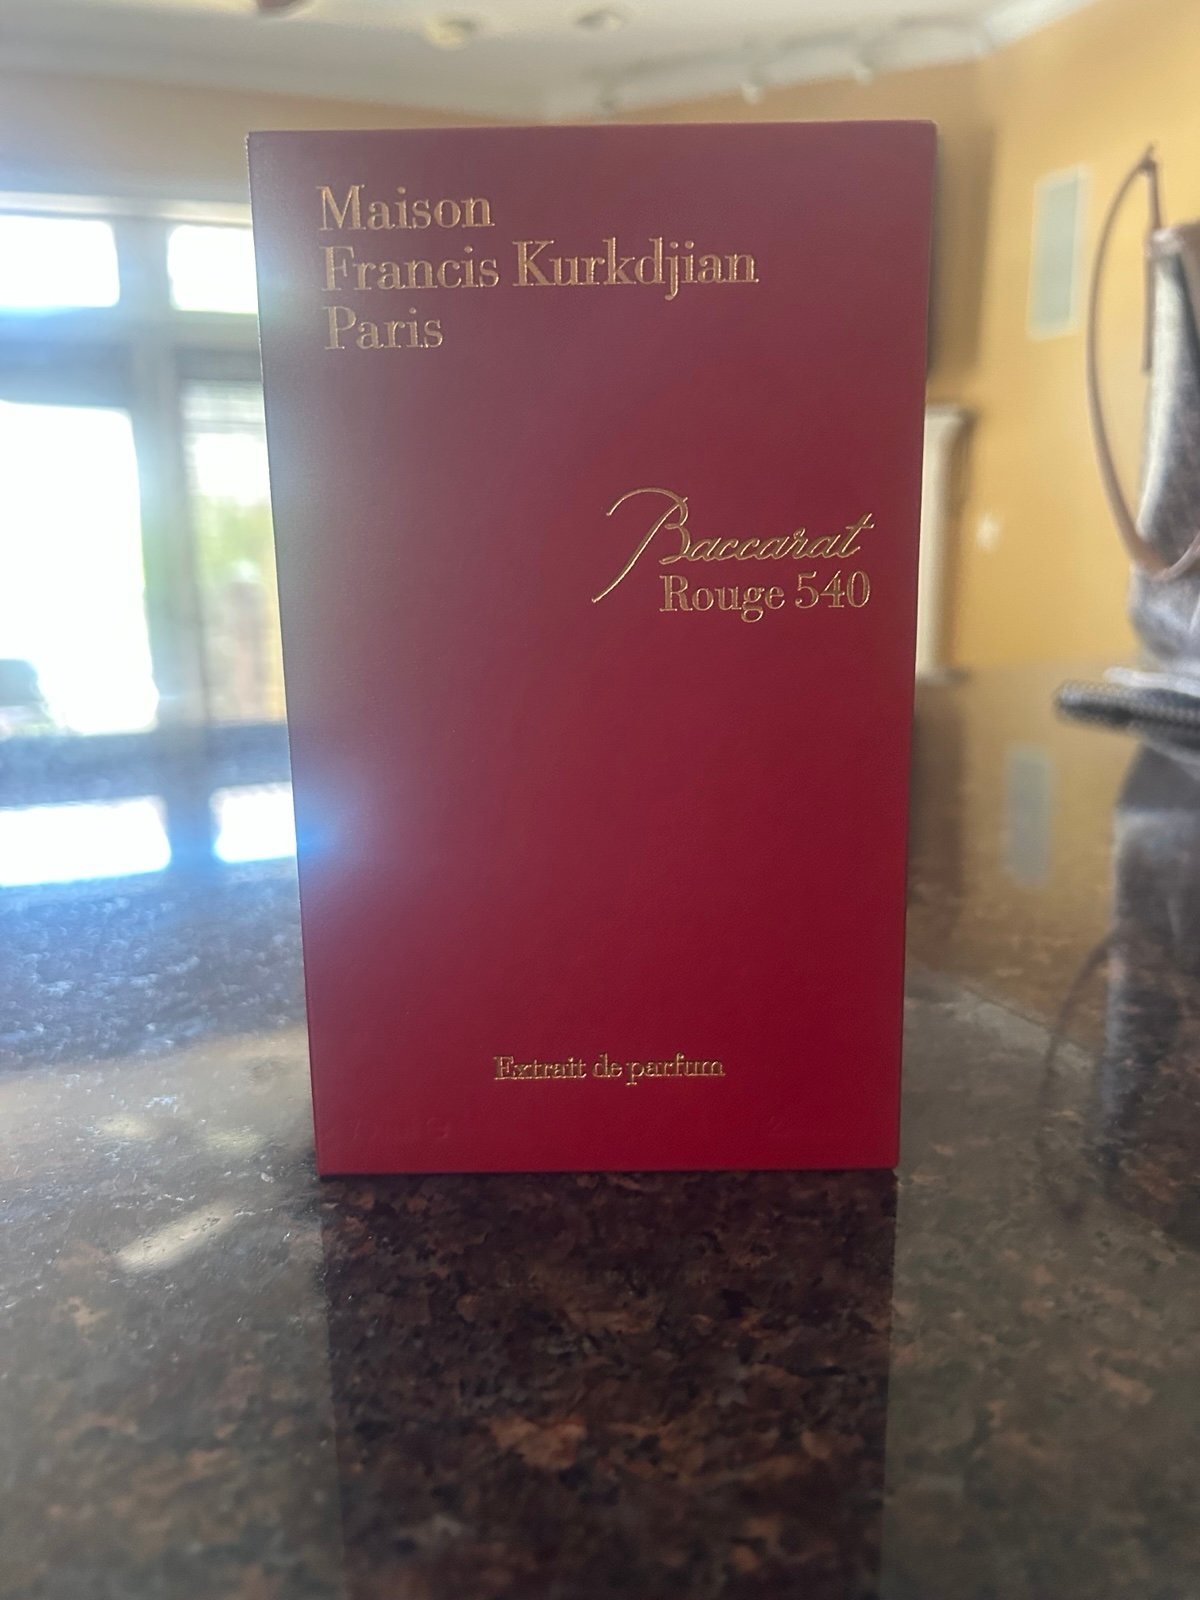 Maison
Francis Kurkdjian
Paris
Baccarat
Rouge 540
Extrait de parfum